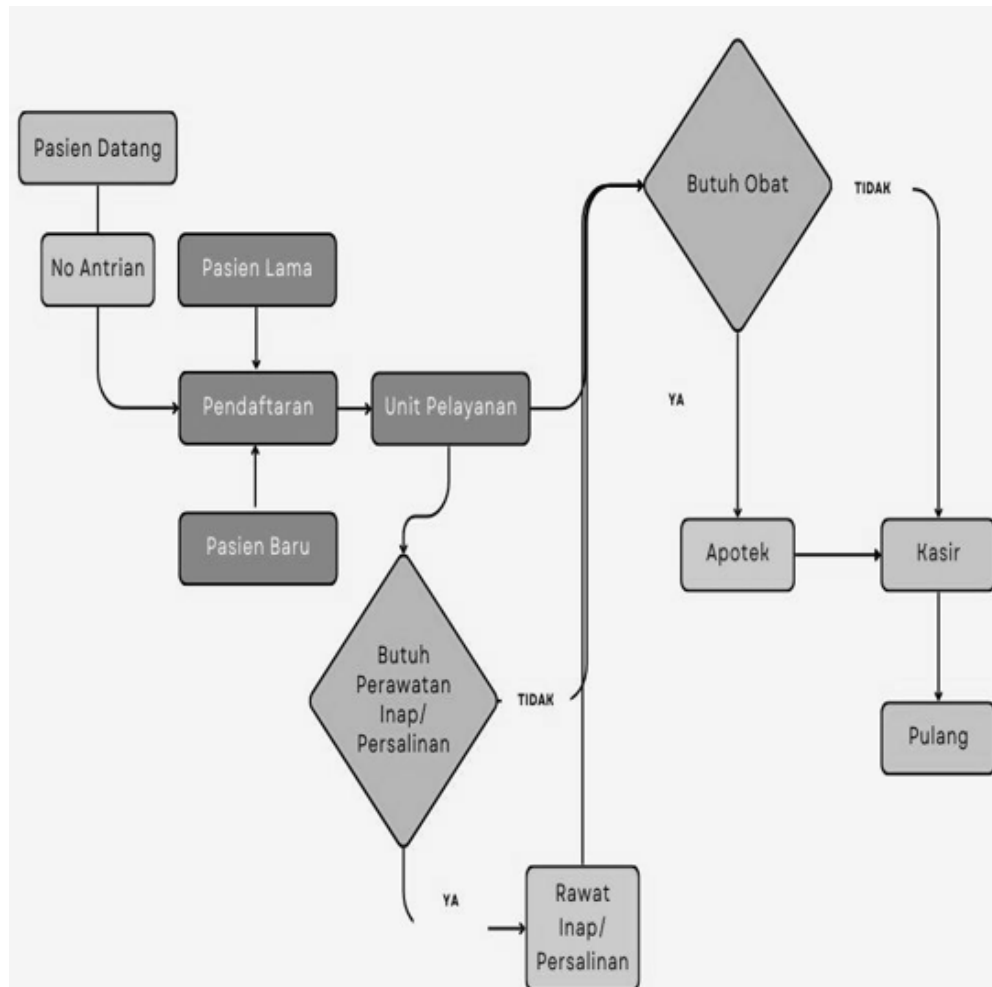 Pasien Datang
No Antrian
Pasien Lama
Pendaftaran
Unit Pelayanan
Pasien Baru
Butuh
Perawatan
Inap/
Persalinan
TIDAK
YA
Rawat
Inap/
Persalinan
Butuh Obat
TIDAK
YA
Apotek
Kasir
Pulang